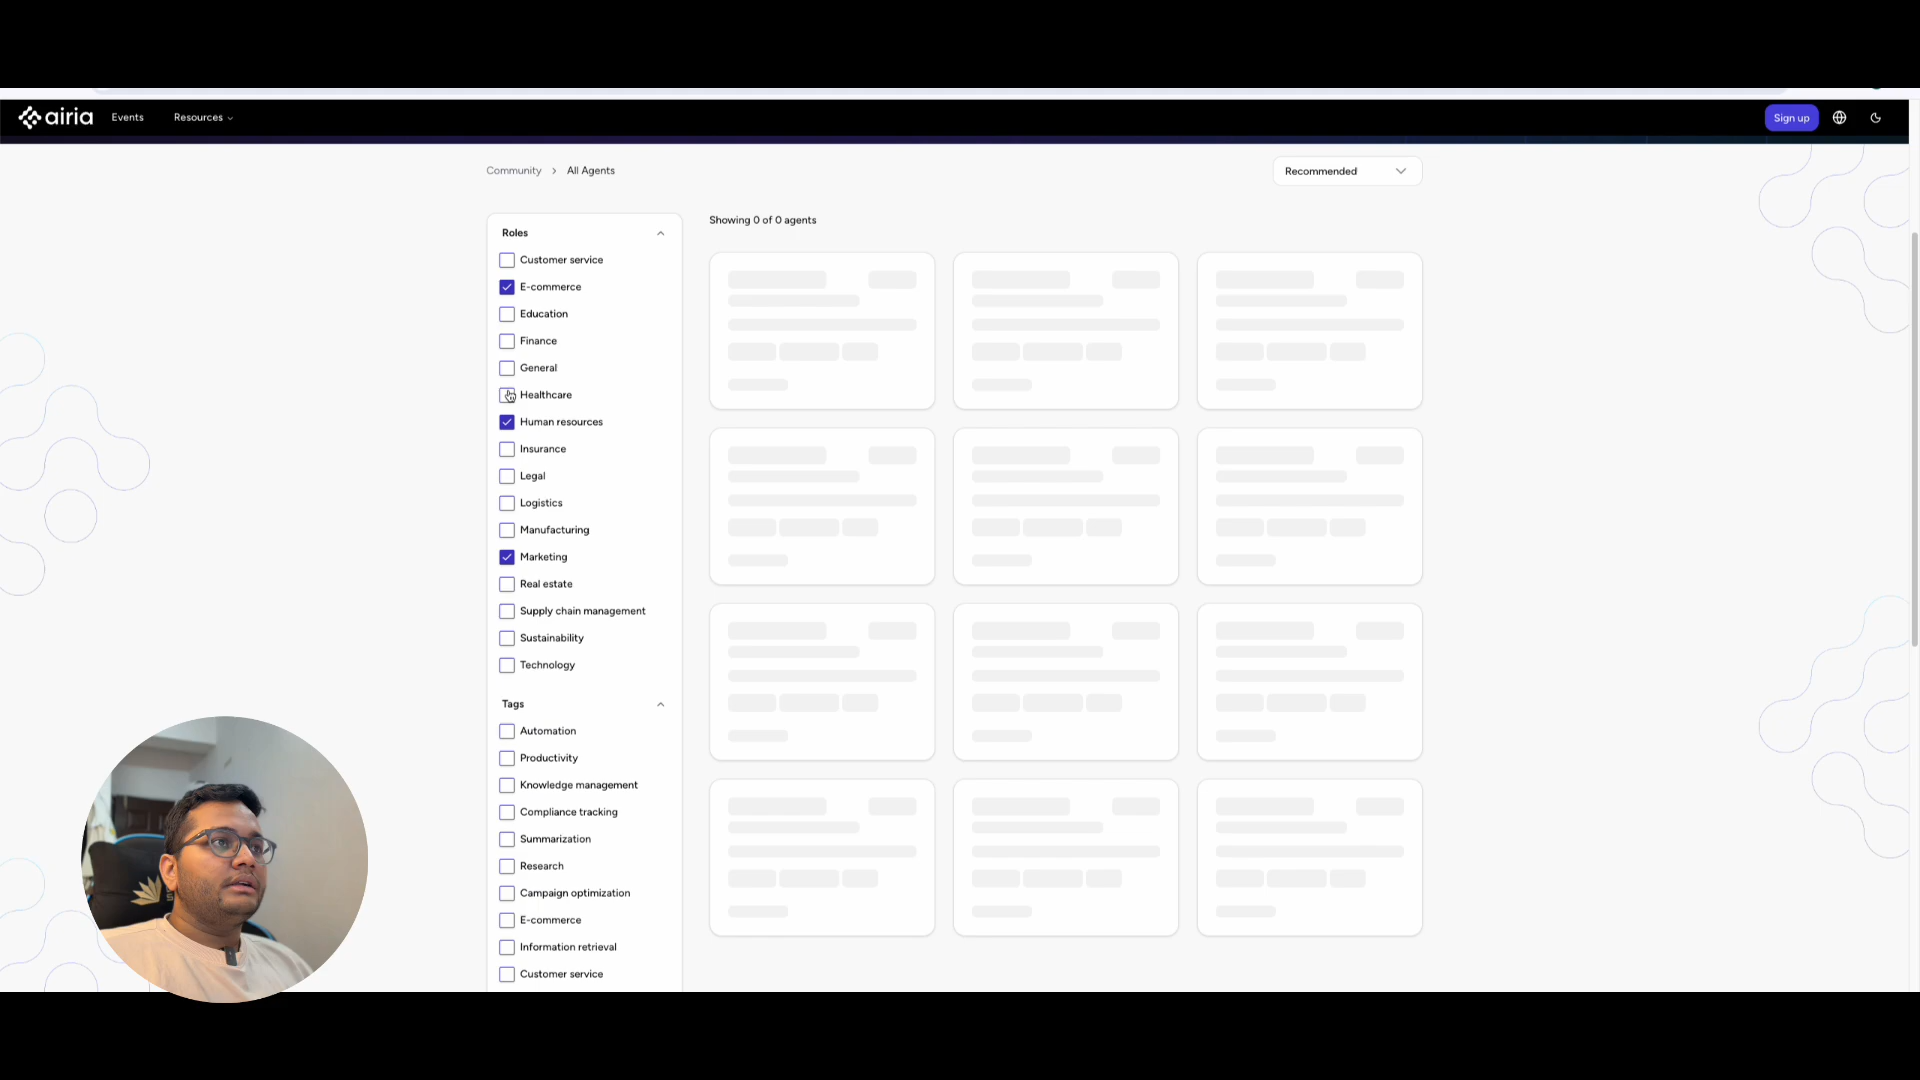 airia
Events
Resources
Sign up
Community > All Agents
Recommended
Showing 0 of 0 agents
Roles
Customer service
E-commerce
Education
Finance
General
Healthcare
Human resources
Insurance
Legal
Logistics
Manufacturing
Marketing
Real estate
Supply chain management
Sustainability
Technology
Tags
Automation
Productivity
Knowledge management
Compliance tracking
Summarization
Research
Campaign optimization
E-commerce
Information retrieval
Customer service